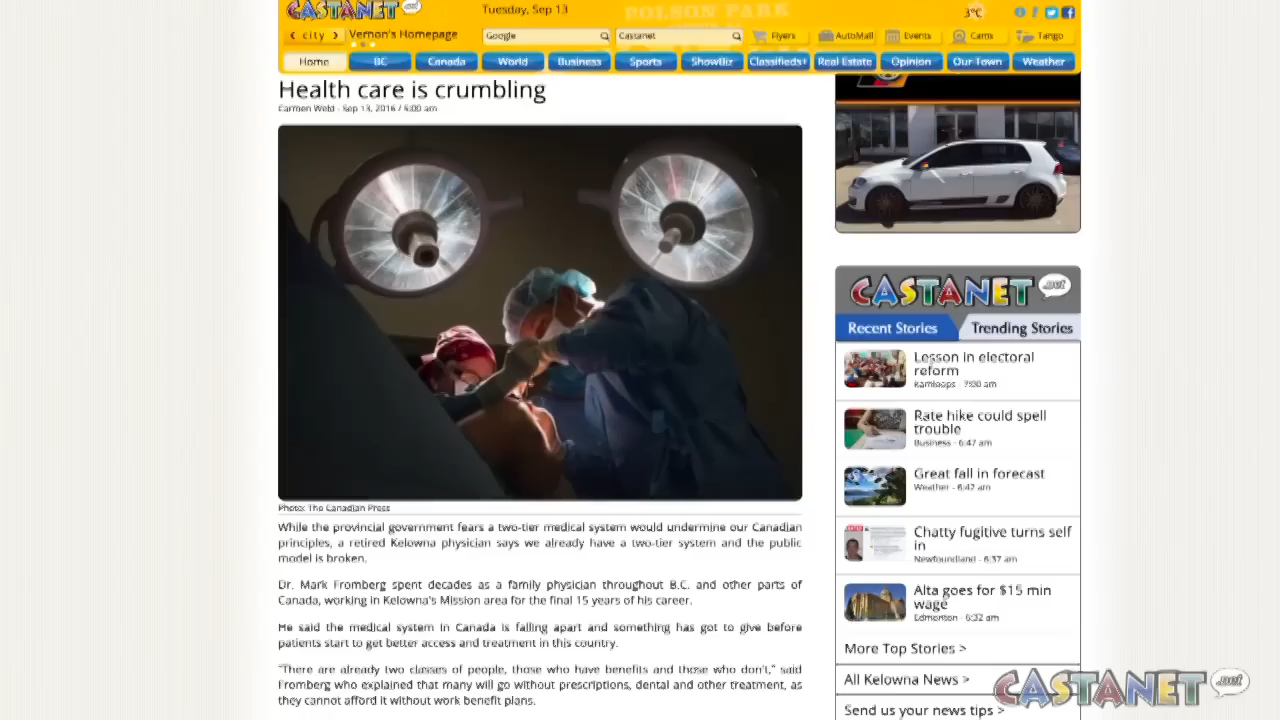 CASTANET.net
Tuesday, Sep 13
POLSON PARK
3°C
< city >
Vernon's Homepage
Google
Castanet
Flyers
AutoMall
Events
Cams
Tango
Home
BC
Canada
World
Business
Sports
ShowBiz
Classifieds+
Real Estate
Opinion
Our Town
Weather
Health care is crumbling
Carmen Weld - Sep 13, 2016 / 5:00 am
Photo: The Canadian Press
While the provincial government fears a two-tier medical system would undermine our Canadian
principles, a retired Kelowna physician says we already have a two-tier system and the public
model is broken.
Dr. Mark Fromberg spent decades as a family physician throughout B.C. and other parts of
Canada, working in Kelowna's Mission area for the final 15 years of his career.
He said the medical system in Canada is falling apart and something has got to give before
patients start to get better access and treatment in this country.
"There are already two classes of people, those who have benefits and those who don't," said
Fromberg who explained that many will go without prescriptions, dental and other treatment, as
they cannot afford it without work benefit plans.
CASTANET.net
Recent Stories
Trending Stories
Lesson in electoral
reform
Kamloops - 7:00 am
Rate hike could spell
trouble
Business - 6:47 am
Great fall in forecast
Weather - 6:42 am
Chatty fugitive turns self
in
Newfoundland - 6:37 am
Alta goes for $15 min
wage
Edmonton - 6:32 am
More Top Stories >
All Kelowna News >
Send us your news tips >
CASTANET.net